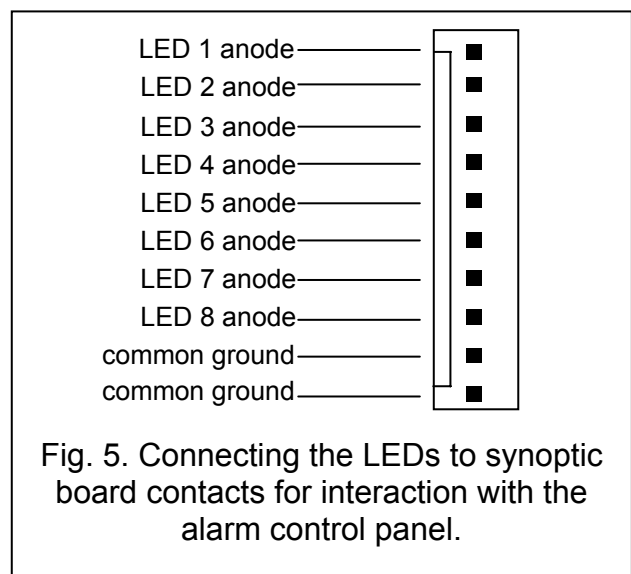 LED 1 anode
LED 2 anode
LED 3 anode
LED 4 anode
LED 5 anode
LED 6 anode
LED 7 anode
LED 8 anode
common ground
common ground
Fig. 5. Connecting the LEDs to synoptic
board contacts for interaction with the
alarm control panel.